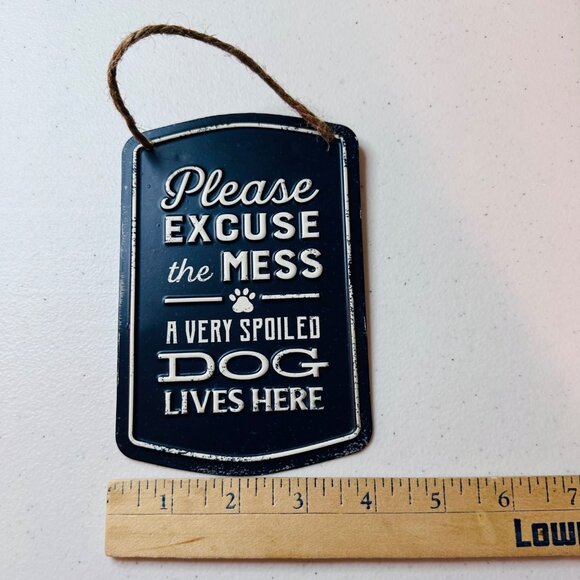 Please
EXCUSE
the MESS
A VERY SPOILED
DOG
LIVES HERE
1 2 3 4 5 6 7
Low